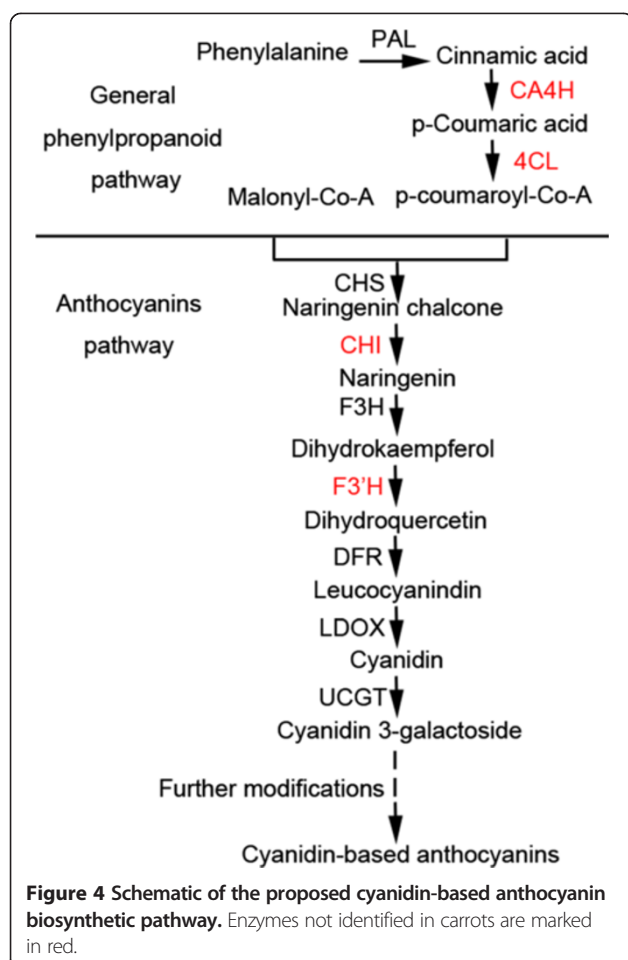 Phenylalanine PAL Cinnamic acid
CA4H
General
phenylpropanoid
pathway
p-Coumaric acid
4CL
Malonyl-Co-A p-coumaroyl-Co-A
Anthocyanins
pathway
CHS
Naringenin chalcone
CHI
Naringenin
F3H
Dihydrokaempferol
F3'H
Dihydroquercetin
DFR
Leucocyanindin
LDOX
Cyanidin
UCGT
Cyanidin 3-galactoside
Further modifications
Cyanidin-based anthocyanins
Figure 4 Schematic of the proposed cyanidin-based anthocyanin
biosynthetic pathway. Enzymes not identified in carrots are marked
in red.